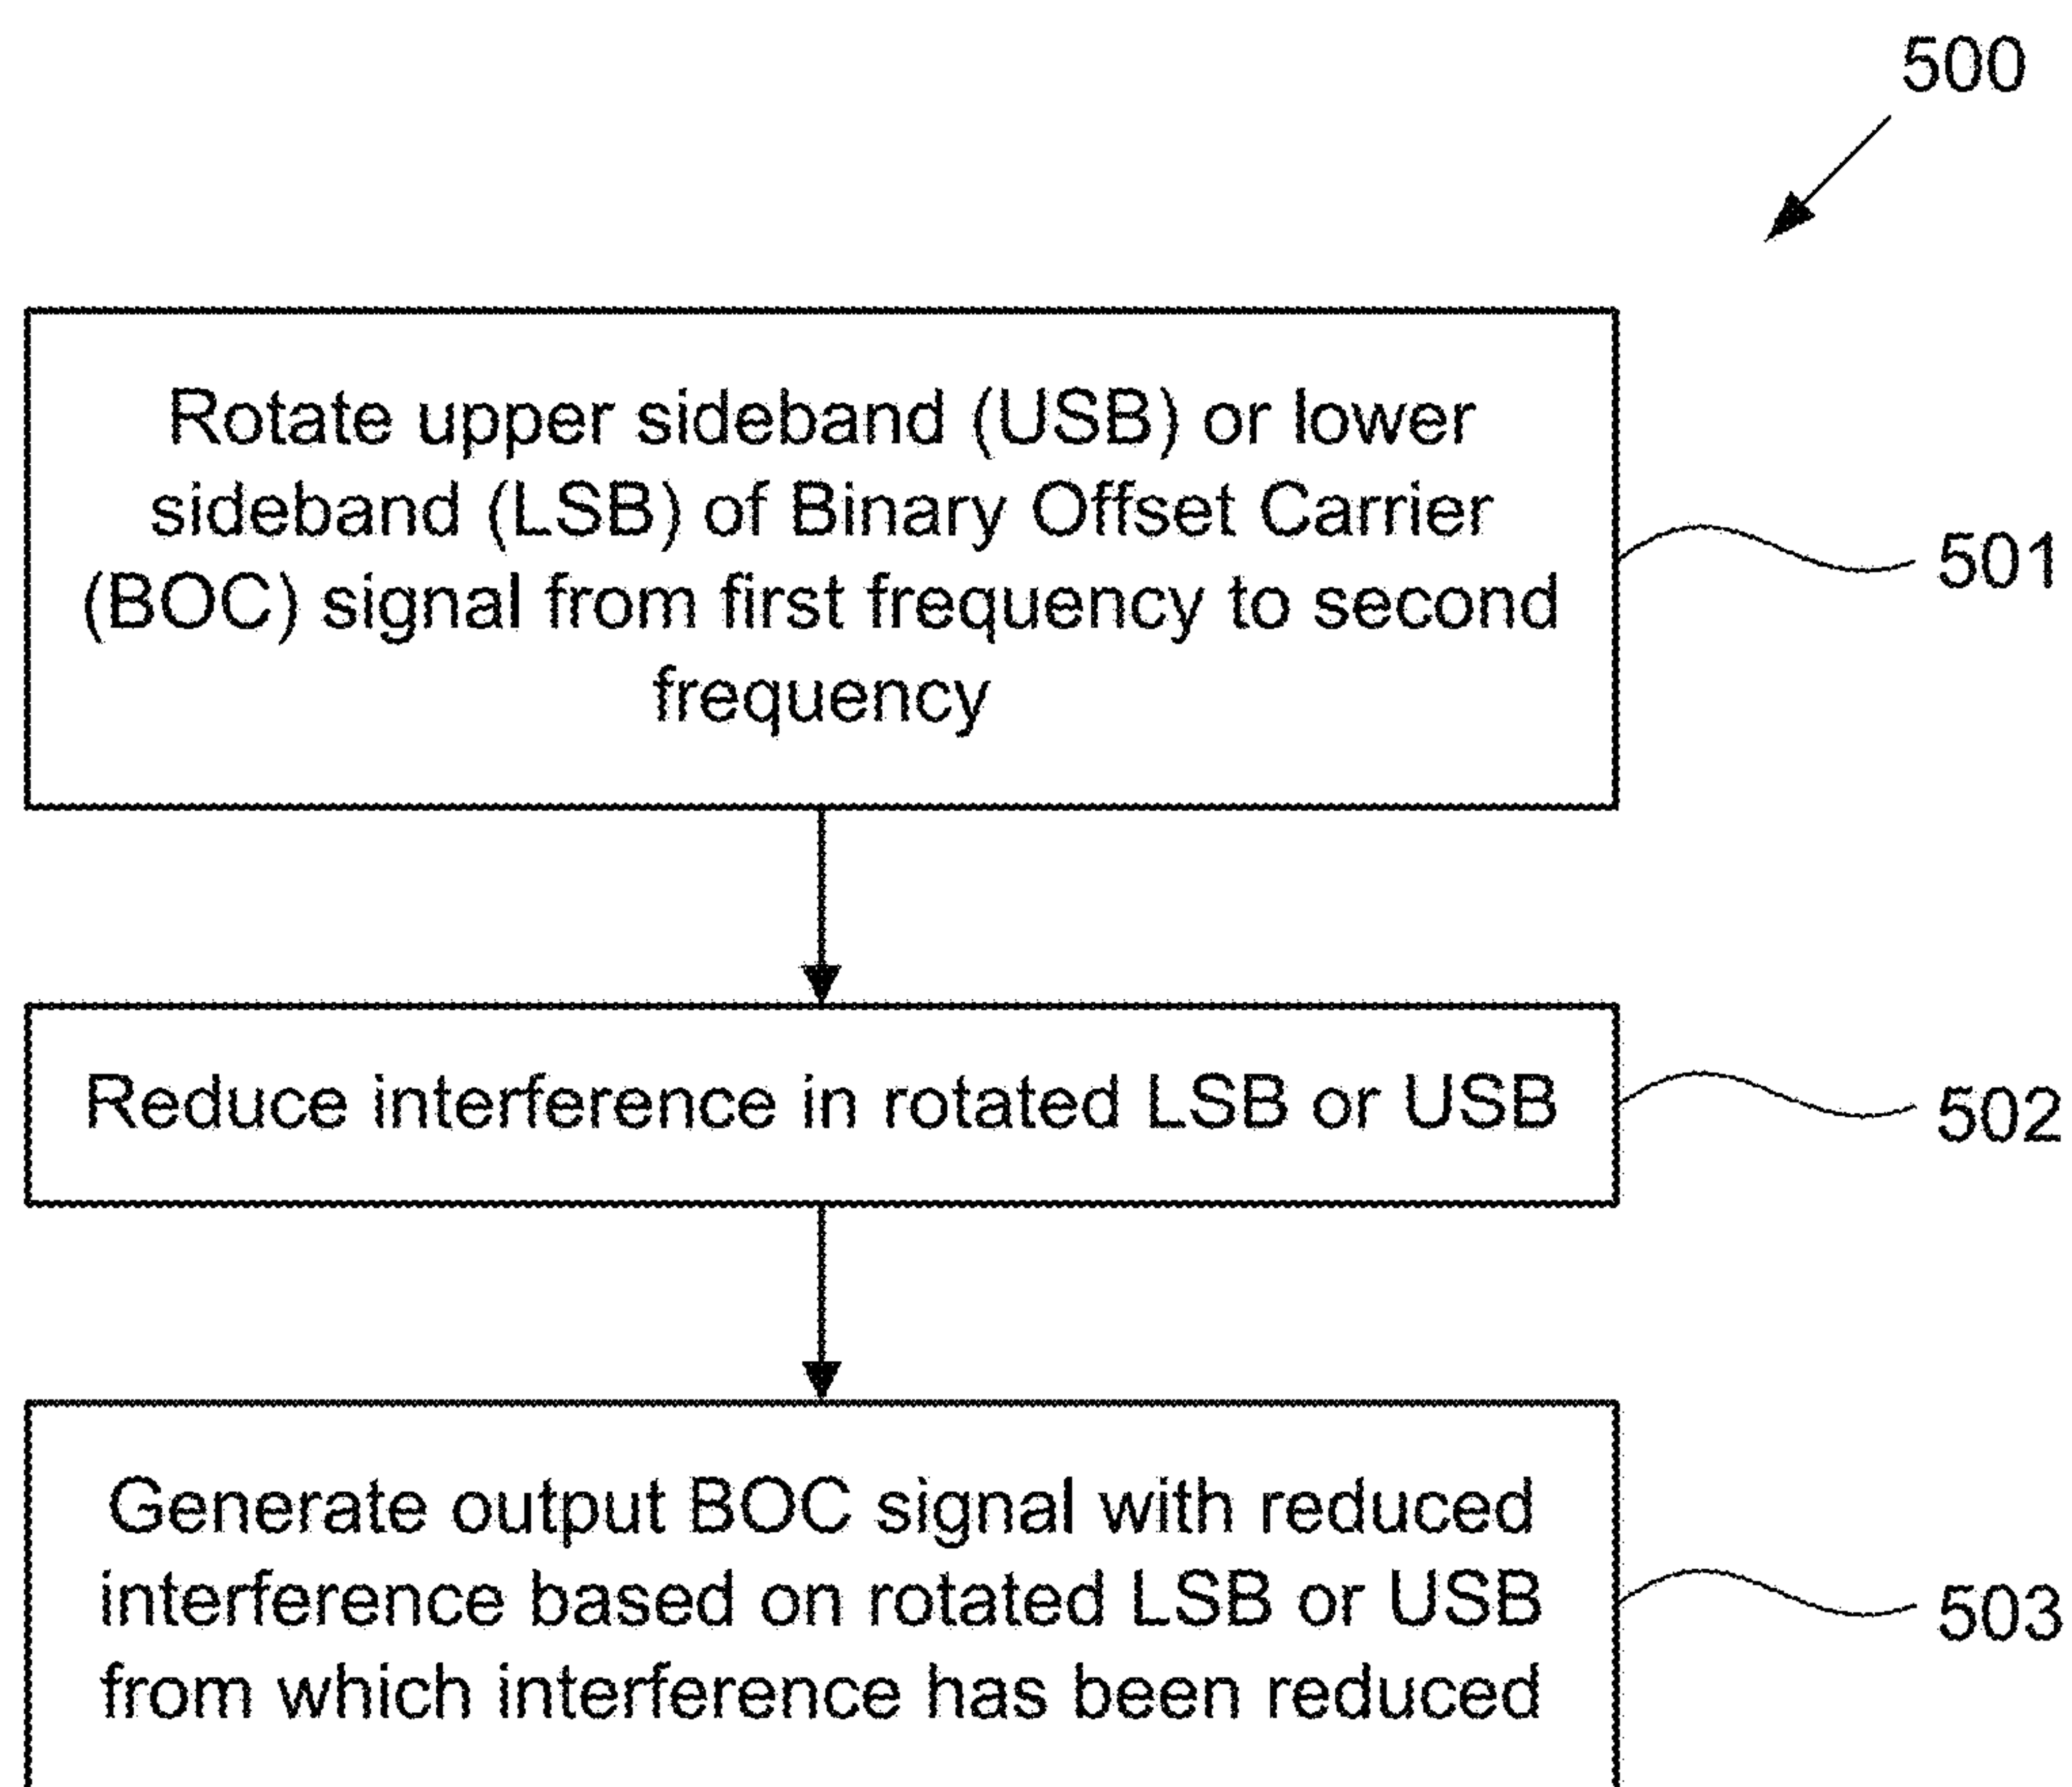 500
Rotate upper sideband (USB) or lower
sideband (LSB) of Binary Offset Carrier
(BOC) signal from first frequency to second
frequency
501
Reduce interference in rotated LSB or USB
502
Generate output BOC signal with reduced
interference based on rotated LSB or USB
from which interference has been reduced
503